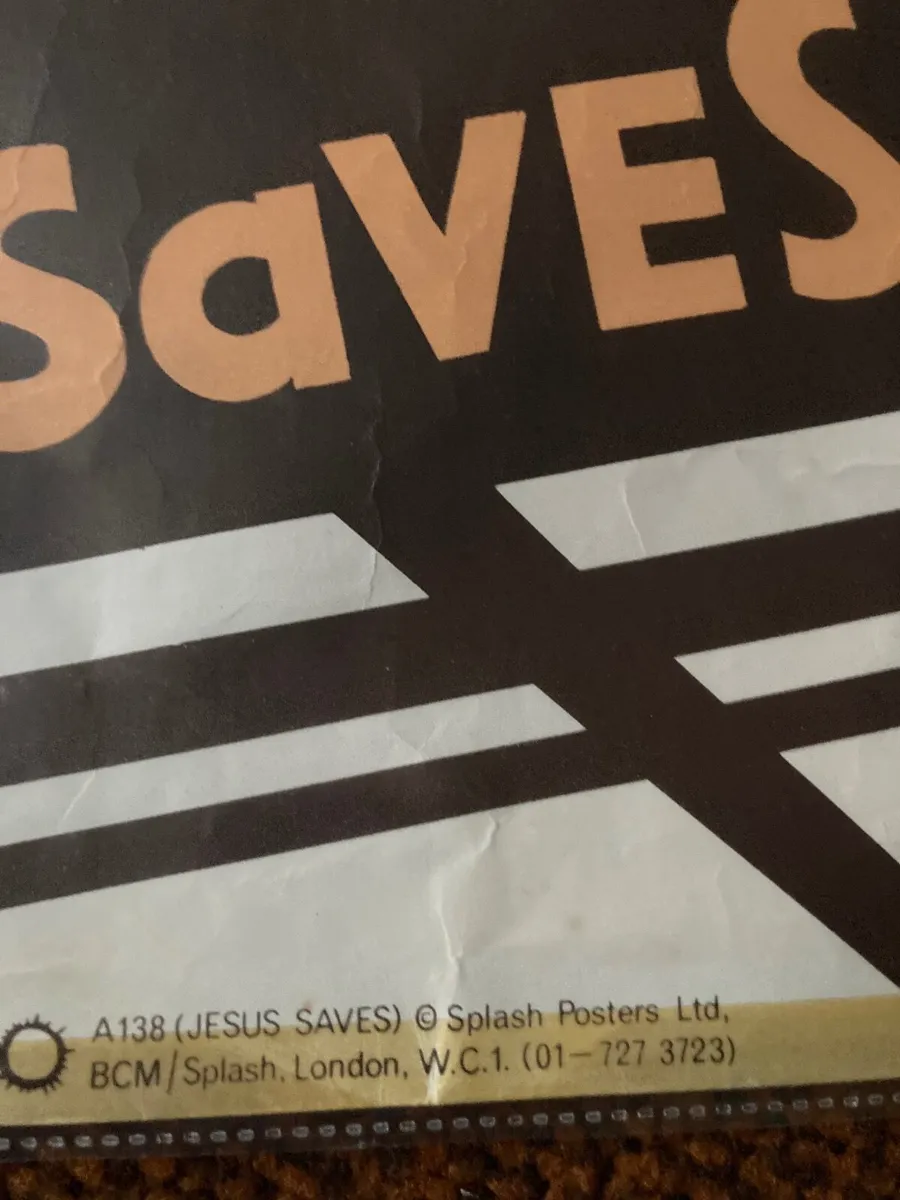 SaVES
A138 (JESUS SAVES) © Splash Posters Ltd,
BCM/Splash, London, W.C.1. (01-727 3723)